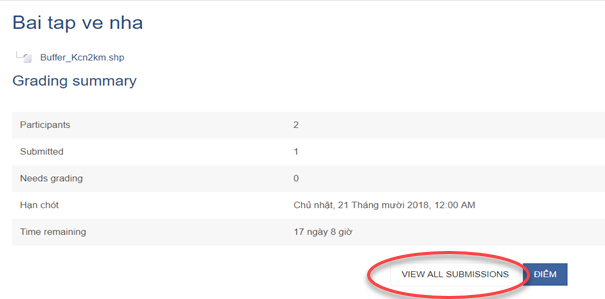 Bai tap ve nha
Buffer_Kcn2km.shp
Grading summary
Participants 2
Submitted 1
Needs grading 0
Hạn chót Chủ nhật, 21 Tháng mười 2018, 12:00 AM
Time remaining 17 ngày 8 giờ
VIEW ALL SUBMISSIONS ĐIỂM